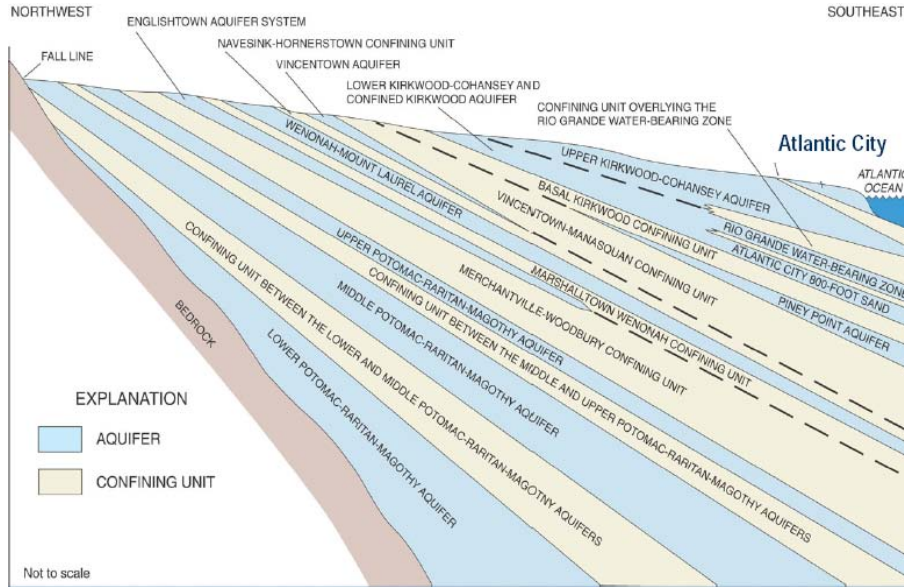 NORTHWEST
SOUTHEAST
ENGLISHTOWN AQUIFER SYSTEM
NAVESINK-HORNERSTOWN CONFINING UNIT
FALL LINE
VINCENTOWN AQUIFER
LOWER KIRKWOOD-COHANSEY AND
CONFINED KIRKWOOD AQUIFER
CONFINING UNIT OVERLYING THE
RIO GRANDE WATER-BEARING ZONE
Atlantic City
ATLANTIC
OCEAN
UPPER KIRKWOOD-COHANSEY AQUIFER
WENONAH-MOUNT LAUREL AQUIFER
BASAL KIRKWOOD CONFINING UNIT
RIO GRANDE WATER-BEARING ZONE
ATLANTIC CITY 800-FOOT SAND
PINEY POINT AQUIFER
VINCENTOWN-MANASQUAN CONFINING UNIT
MARSHALLTOWN WENONAH CONFINING UNIT
MERCHANTVILLE-WOODBURY CONFINING UNIT
UPPER POTOMAC-RARITAN-MAGOTHY AQUIFER
CONFINING UNIT BETWEEN THE MIDDLE AND UPPER POTOMAC-RARITAN-MAGOTHY AQUIFERS
MIDDLE POTOMAC-RARITAN-MAGOTHY AQUIFER
CONFINING UNIT BETWEEN THE LOWER AND MIDDLE POTOMAC-RARITAN-MAGOTNY AQUIFERS
LOWER POTOMAC-RARITAN-MAGOTHY AQUIFER
BEDROCK
EXPLANATION
AQUIFER
CONFINING UNIT
Not to scale